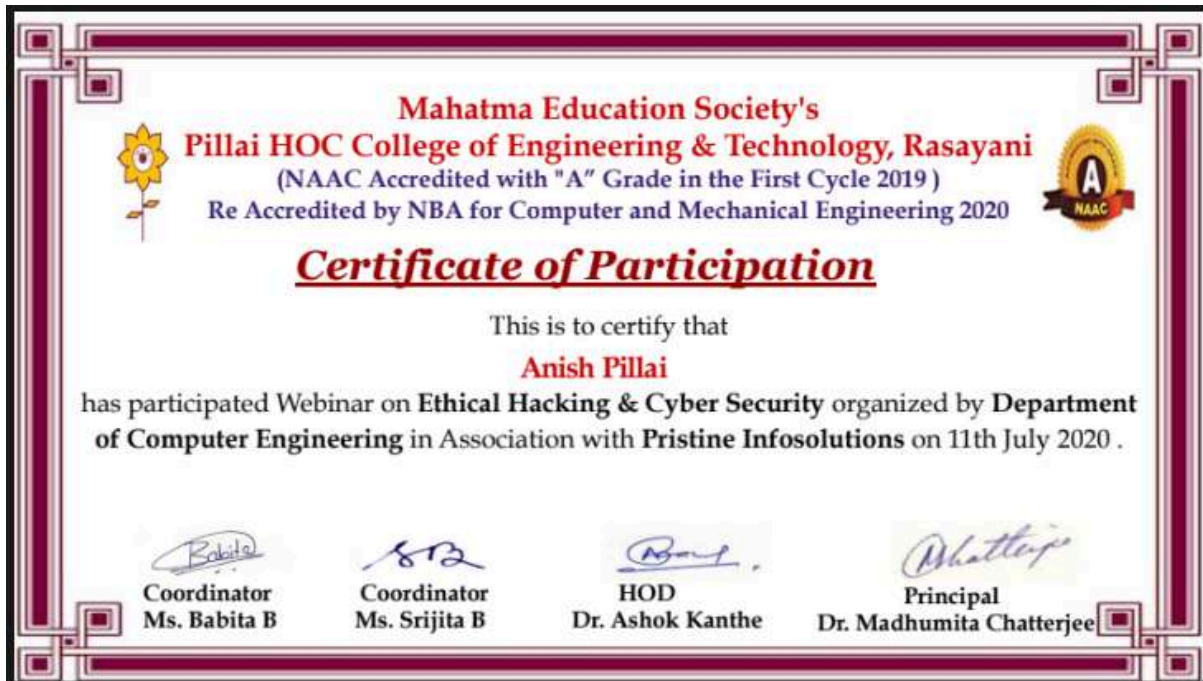 Mahatma Education Society's
Pillai HOC College of Engineering & Technology, Rasayani
(NAAC Accredited with "A" Grade in the First Cycle 2019 )
Re Accredited by NBA for Computer and Mechanical Engineering 2020
A
NAAC
Certificate of Participation
This is to certify that
Anish Pillai
has participated Webinar on Ethical Hacking & Cyber Security organized by Department
of Computer Engineering in Association with Pristine Infosolutions on 11th July 2020 .
Babita
SB
Chatterjee
Coordinator Coordinator HOD Principal
Ms. Babita B Ms. Srijita B Dr. Ashok Kanthe Dr. Madhumita Chatterjee